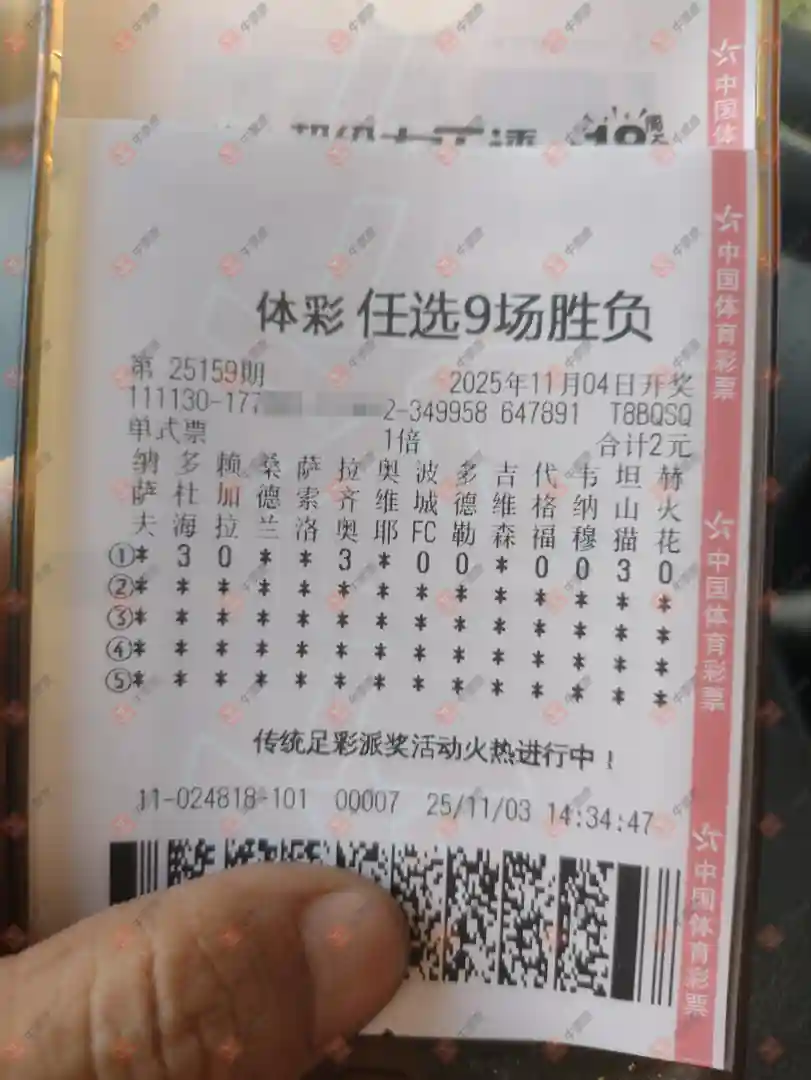 体彩 任选9场胜负
第 25159期 2025年11月04日开奖
111130-177 2-349958 647891 T8BQSQ
单式票 1倍 合计2元
纳萨夫 多杜海 赖加拉 桑德兰 萨索洛 拉齐奥 奥维耶 波城FC 多德勒 吉维森 代格福 韦纳穆 坦山猫 赫火花
①* 3 0 * * 3 * 0 0 * 0 0 3 0
②* * * * * * * * * * * * * *
③* * * * * * * * * * * * * *
④* * * * * * * * * * * * * *
⑤* * * * * * * * * * * * * *
传统足彩派奖活动火热进行中！
11-024818-101 00007 25/11/03 14:34:47
中国体
中国体育彩票
中国体育彩票
中国体育彩票